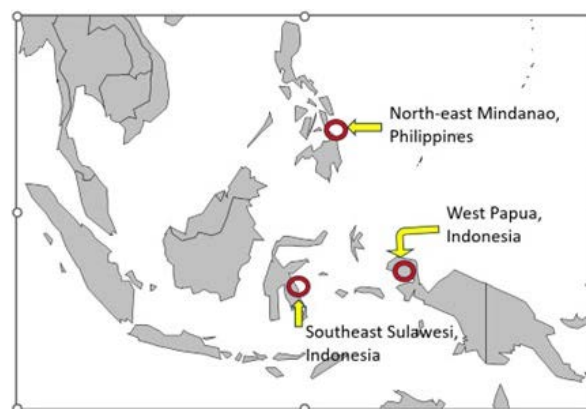 North-east Mindanao,
Philippines
West Papua,
Indonesia
Southeast Sulawesi,
Indonesia